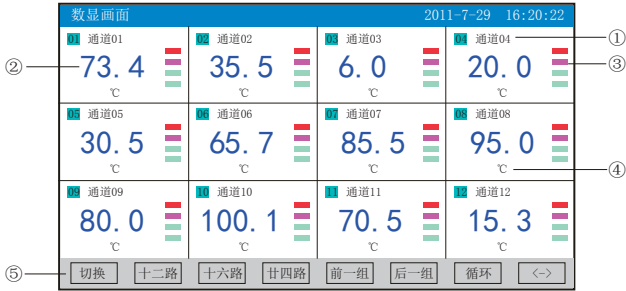 数显画面 2011-7-29 16:20:22
01 通道01 02 通道02 03 通道03 04 通道04 ①
② 73.4 35.5 6.0 20.0 ③
℃ ℃ ℃ ℃
05 通道05 06 通道06 07 通道07 08 通道08
30.5 65.7 85.5 95.0
℃ ℃ ℃ ℃ ④
09 通道09 10 通道10 11 通道11 12 通道12
80.0 100.1 70.5 15.3
℃ ℃ ℃ ℃
⑤ 切换 十二路 十六路 廿四路 前一组 后一组 循环 <->